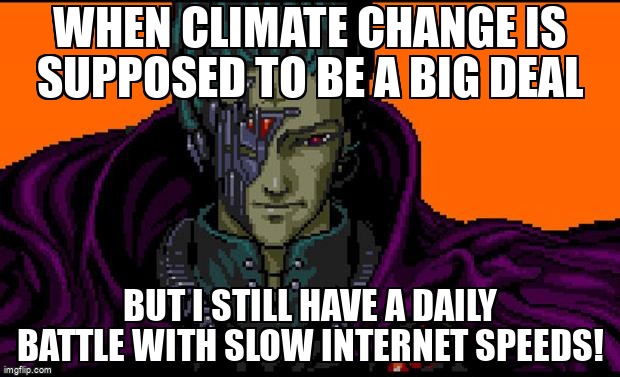 WHEN CLIMATE CHANGE IS
SUPPOSED TO BE A BIG DEAL
BUT I STILL HAVE A DAILY
BATTLE WITH SLOW INTERNET SPEEDS!
imgflip.com